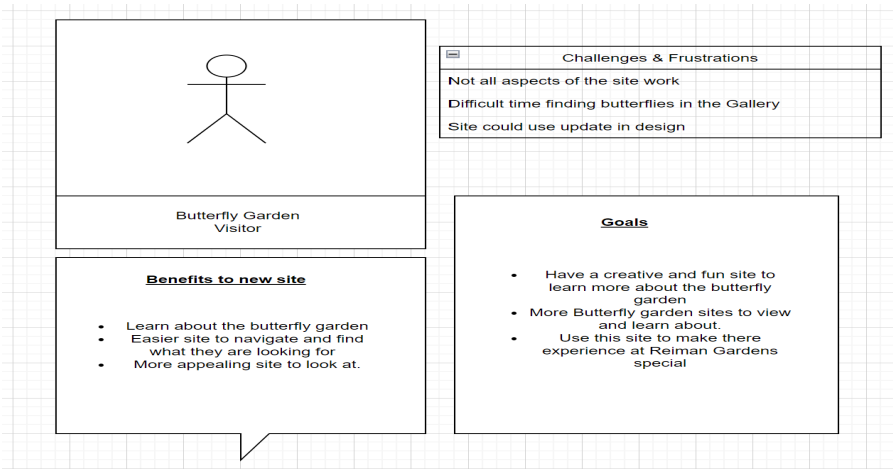 Butterfly Garden
Visitor
Challenges & Frustrations
Not all aspects of the site work
Difficult time finding butterflies in the Gallery
Site could use update in design
Benefits to new site
• Learn about the butterfly garden
• Easier site to navigate and find
what they are looking for
• More appealing site to look at.
Goals
• Have a creative and fun site to
learn more about the butterfly
garden
• More Butterfly garden sites to view
and learn about.
• Use this site to make there
experience at Reiman Gardens
special